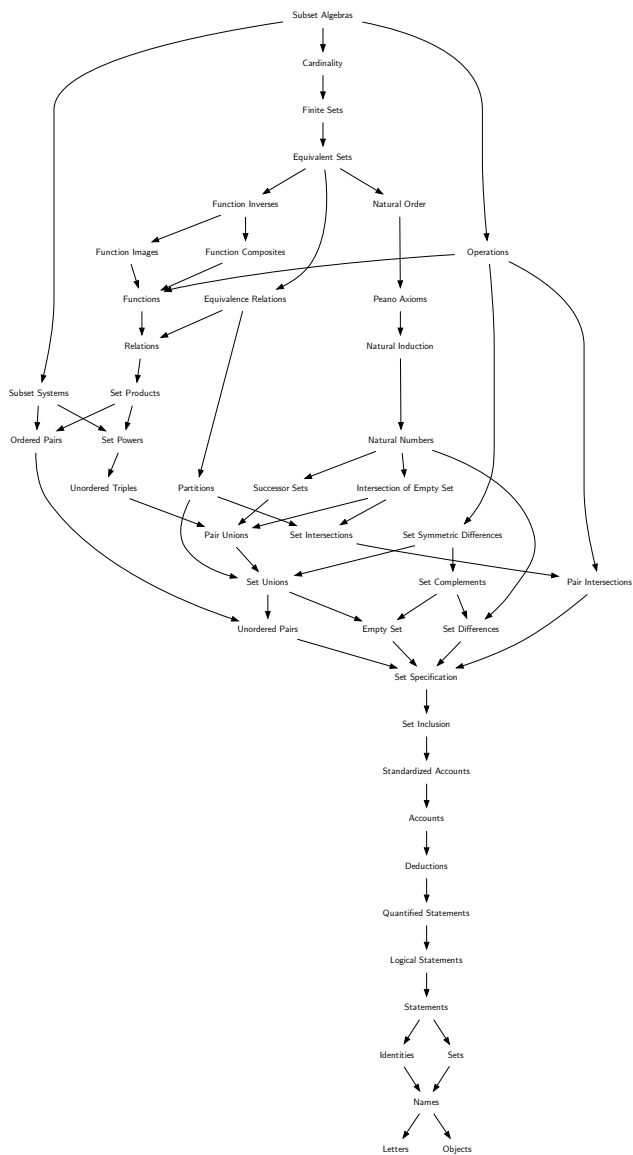 Subset Algebras
Cardinality
Finite Sets
Equivalent Sets
Function Inverses
Natural Order
Function Images
Function Composites
Operations
Functions
Equivalence Relations
Peano Axioms
Relations
Natural Induction
Subset Systems
Set Products
Ordered Pairs
Set Powers
Natural Numbers
Unordered Triples
Partitions
Successor Sets
Intersection of Empty Set
Pair Unions
Set Intersections
Set Symmetric Differences
Set Unions
Set Complements
Pair Intersections
Unordered Pairs
Empty Set
Set Differences
Set Specification
Set Inclusion
Standardized Accounts
Accounts
Deductions
Quantified Statements
Logical Statements
Statements
Identities
Sets
Names
Letters
Objects